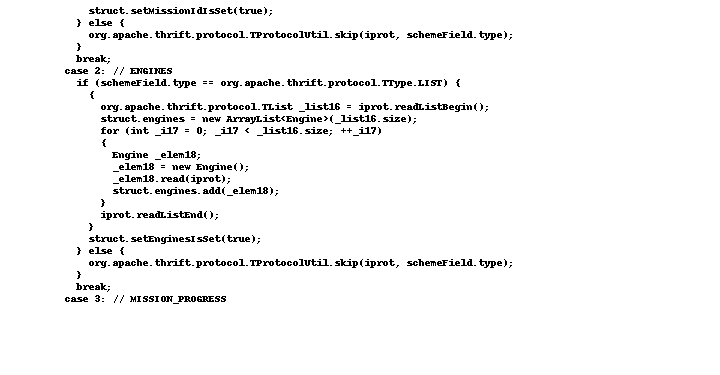 struct.setMissionIdIsSet(true);
} else {
org.apache.thrift.protocol.TProtocolUtil.skip(iprot, schemeField.type);
}
break;
case 2: // ENGINES
if (schemeField.type == org.apache.thrift.protocol.TType.LIST) {
{
org.apache.thrift.protocol.TList _list16 = iprot.readListBegin();
struct.engines = new ArrayList<Engine>(_list16.size);
for (int _i17 = 0; _i17 < _list16.size; ++_i17)
{
Engine _elem18;
_elem18 = new Engine();
_elem18.read(iprot);
struct.engines.add(_elem18);
}
iprot.readListEnd();
}
struct.setEnginesIsSet(true);
} else {
org.apache.thrift.protocol.TProtocolUtil.skip(iprot, schemeField.type);
}
break;
case 3: // MISSION_PROGRESS